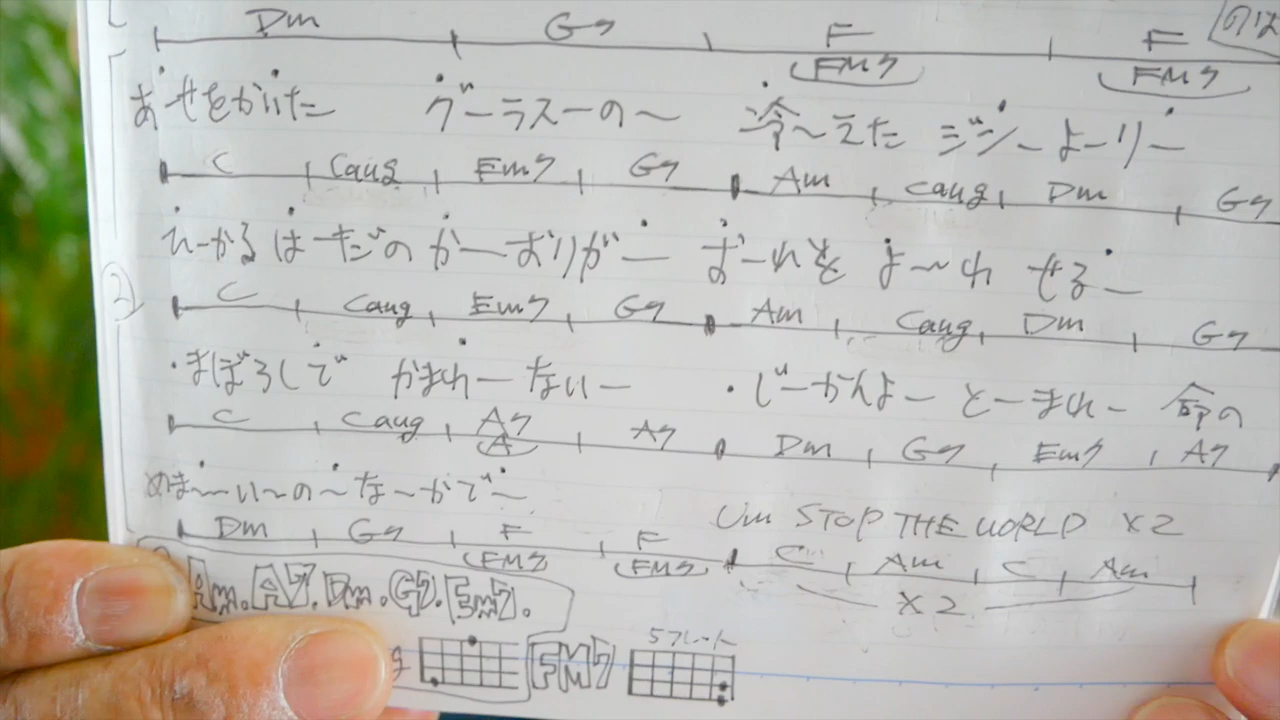 Dm G7 F F
FM7 FM7
あせをかいた グーラスーの〜 冷〜えた ジンーよーりー
C Caug Em7 G7 Am Caug Dm G7
ひーかる はーだの かーおりがー おーれを よ〜わ せるー
② C Caug Em7 G7 Am Caug Dm G7
まぼろしで かまわーないー じーかんよー とーまれー 命の
C Caug A7 A7 Dm G7 Em7 A7
A
めま〜い〜の〜な〜かで〜
Um STOP THE WORLD ×2
Dm G7 F F C Am C Am
FM7 FM7 ×2
Am. A7. Dm. G7. Em7.
5フレット
FM7